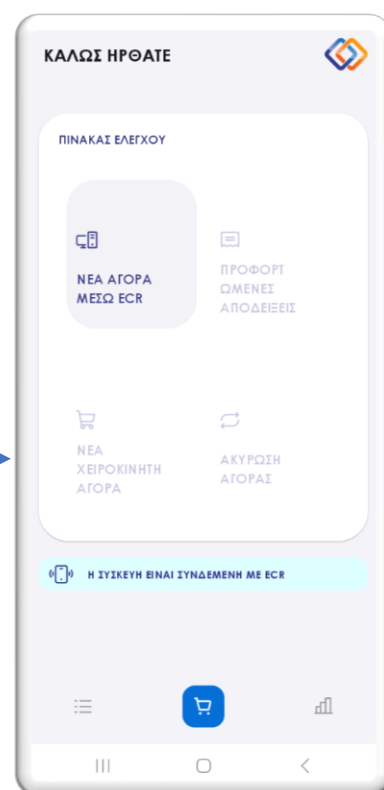 ΚΑΛΩΣ ΗΡΘΑΤΕ
ΠΙΝΑΚΑΣ ΕΛΕΓΧΟΥ
ΝΕΑ ΑΓΟΡΑ
ΜΕΣΩ ECR
ΠΡΟΦΟΡΤ
ΩΜΕΝΕΣ
ΑΠΟΔΕΙΞΕΙΣ
ΝΕΑ
ΧΕΙΡΟΚΙΝΗΤΗ
ΑΓΟΡΑ
ΑΚΥΡΩΣΗ
ΑΓΟΡΑΣ
Η ΣΥΣΚΕΥΗ ΕΙΝΑΙ ΣΥΝΔΕΜΕΝΗ ΜΕ ECR